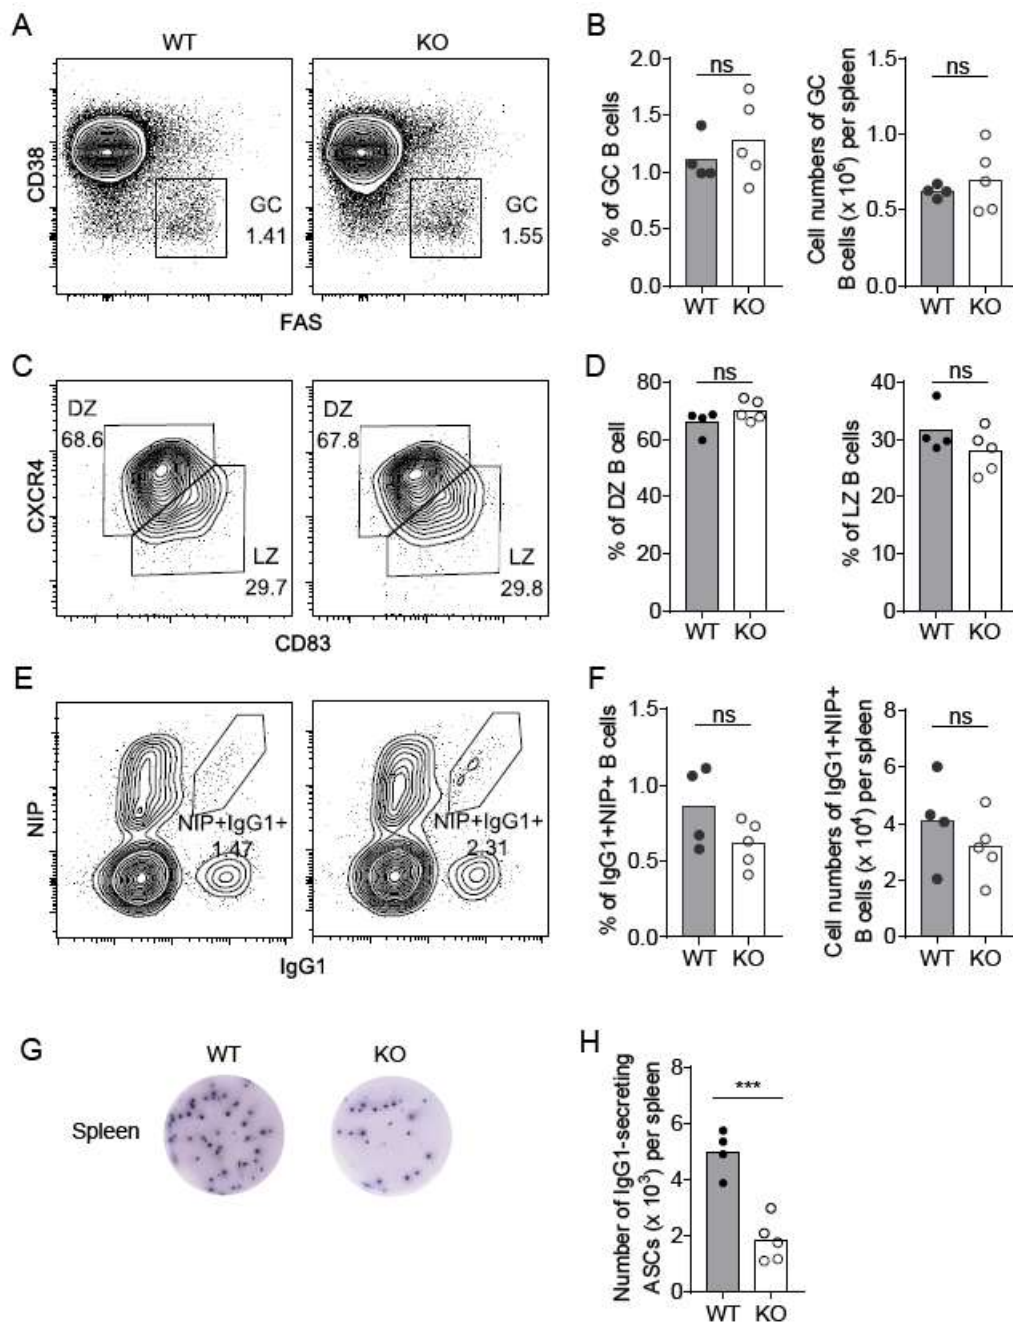 A
WT
KO
CD38
GC
1.41
GC
1.55
FAS
B
% of GC B cells
2.0
1.5
1.0
0.5
0.0
ns
WT KO
Cell numbers of GC
B cells (x 10⁶) per spleen
1.5
1.0
0.5
0.0
ns
WT KO
C
CXCR4
DZ
68.6
LZ
29.7
DZ
67.8
LZ
29.8
CD83
D
% of DZ B cell
80
60
40
20
0
ns
WT KO
% of LZ B cells
40
30
20
10
0
ns
WT KO
E
NIP
NIP+IgG1+
1.47
NIP+IgG1+
2.31
IgG1
F
% of IgG1+NIP+ B cells
1.5
1.0
0.5
0.0
ns
WT KO
Cell numbers of IgG1+NIP+
B cells (x 10⁴) per spleen
8
6
4
2
0
ns
WT KO
G
WT
KO
Spleen
H
Number of IgG1-secreting
ASCs (x 10³) per spleen
8
6
4
2
0
***
WT KO